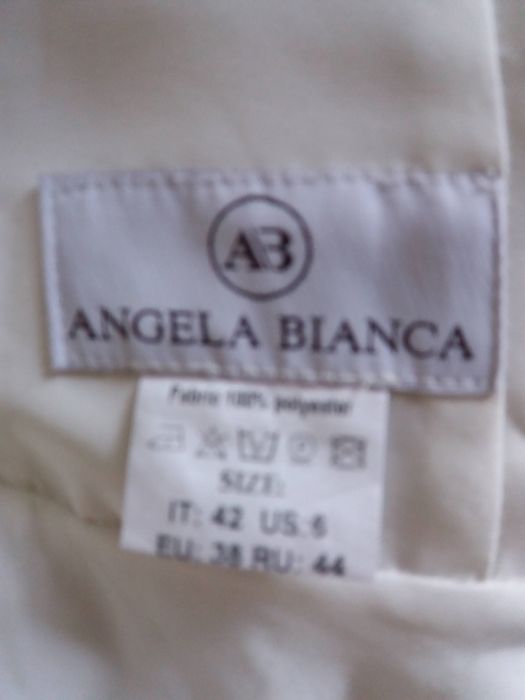 AB
ANGELA BIANCA
Fabric 100% polyester
SIZE:
IT: 42 US: 6
EU: 38 RU: 44